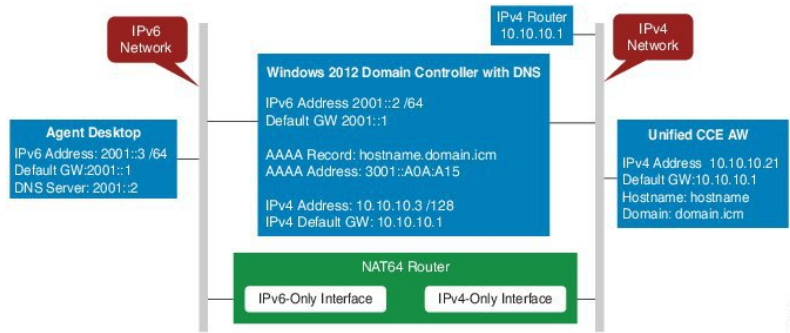 IPv6
Network
IPv4 Router
10.10.10.1
IPv4
Network
Windows 2012 Domain Controller with DNS
IPv6 Address 2001::2 /64
Default GW 2001::1
AAAA Record: hostname.domain.icm
AAAA Address: 3001::A0A:A15
IPv4 Address: 10.10.10.3 /128
IPv4 Default GW: 10.10.10.1
Agent Desktop
IPv6 Address: 2001::3 /64
Default GW:2001::1
DNS Server: 2001::2
Unified CCE AW
IPv4 Address 10.10.10.21
Default GW:10.10.10.1
Hostname: hostname
Domain: domain.icm
NAT64 Router
IPv6-Only Interface
IPv4-Only Interface